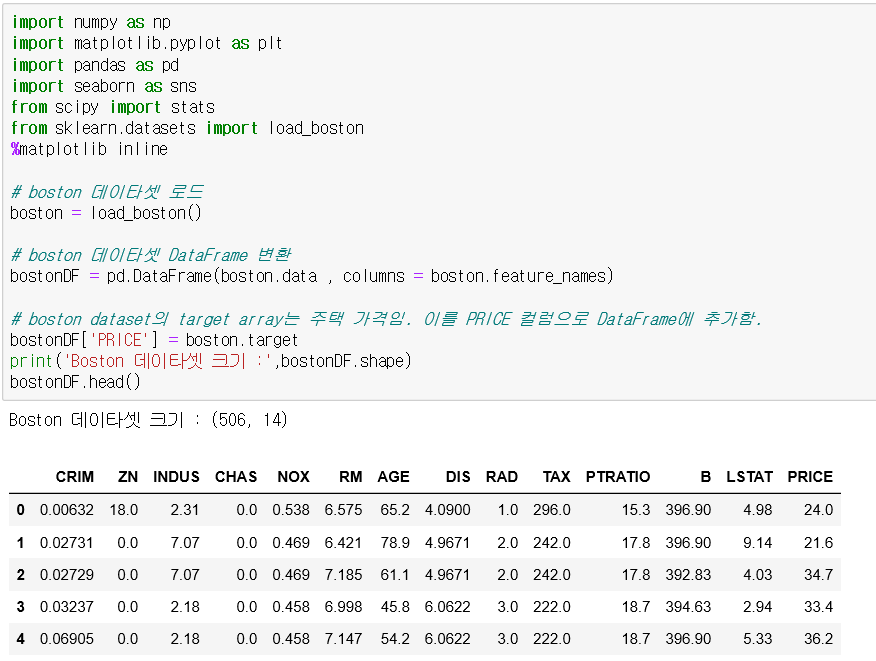 import numpy as np
import matplotlib.pyplot as plt
import pandas as pd
import seaborn as sns
from scipy import stats
from sklearn.datasets import load_boston
%matplotlib inline
# boston 데이타셋 로드
boston = load_boston()
# boston 데이타셋 DataFrame 변환
bostonDF = pd.DataFrame(boston.data , columns = boston.feature_names)
# boston dataset의 target array는 주택 가격임. 이를 PRICE 컬럼으로 DataFrame에 추가함.
bostonDF['PRICE'] = boston.target
print('Boston 데이타셋 크기 :',bostonDF.shape)
bostonDF.head()
Boston 데이타셋 크기 : (506, 14)
CRIM ZN INDUS CHAS NOX RM AGE DIS RAD TAX PTRATIO B LSTAT PRICE
0 0.00632 18.0 2.31 0.0 0.538 6.575 65.2 4.0900 1.0 296.0 15.3 396.90 4.98 24.0
1 0.02731 0.0 7.07 0.0 0.469 6.421 78.9 4.9671 2.0 242.0 17.8 396.90 9.14 21.6
2 0.02729 0.0 7.07 0.0 0.469 7.185 61.1 4.9671 2.0 242.0 17.8 392.83 4.03 34.7
3 0.03237 0.0 2.18 0.0 0.458 6.998 45.8 6.0622 3.0 222.0 18.7 394.63 2.94 33.4
4 0.06905 0.0 2.18 0.0 0.458 7.147 54.2 6.0622 3.0 222.0 18.7 396.90 5.33 36.2